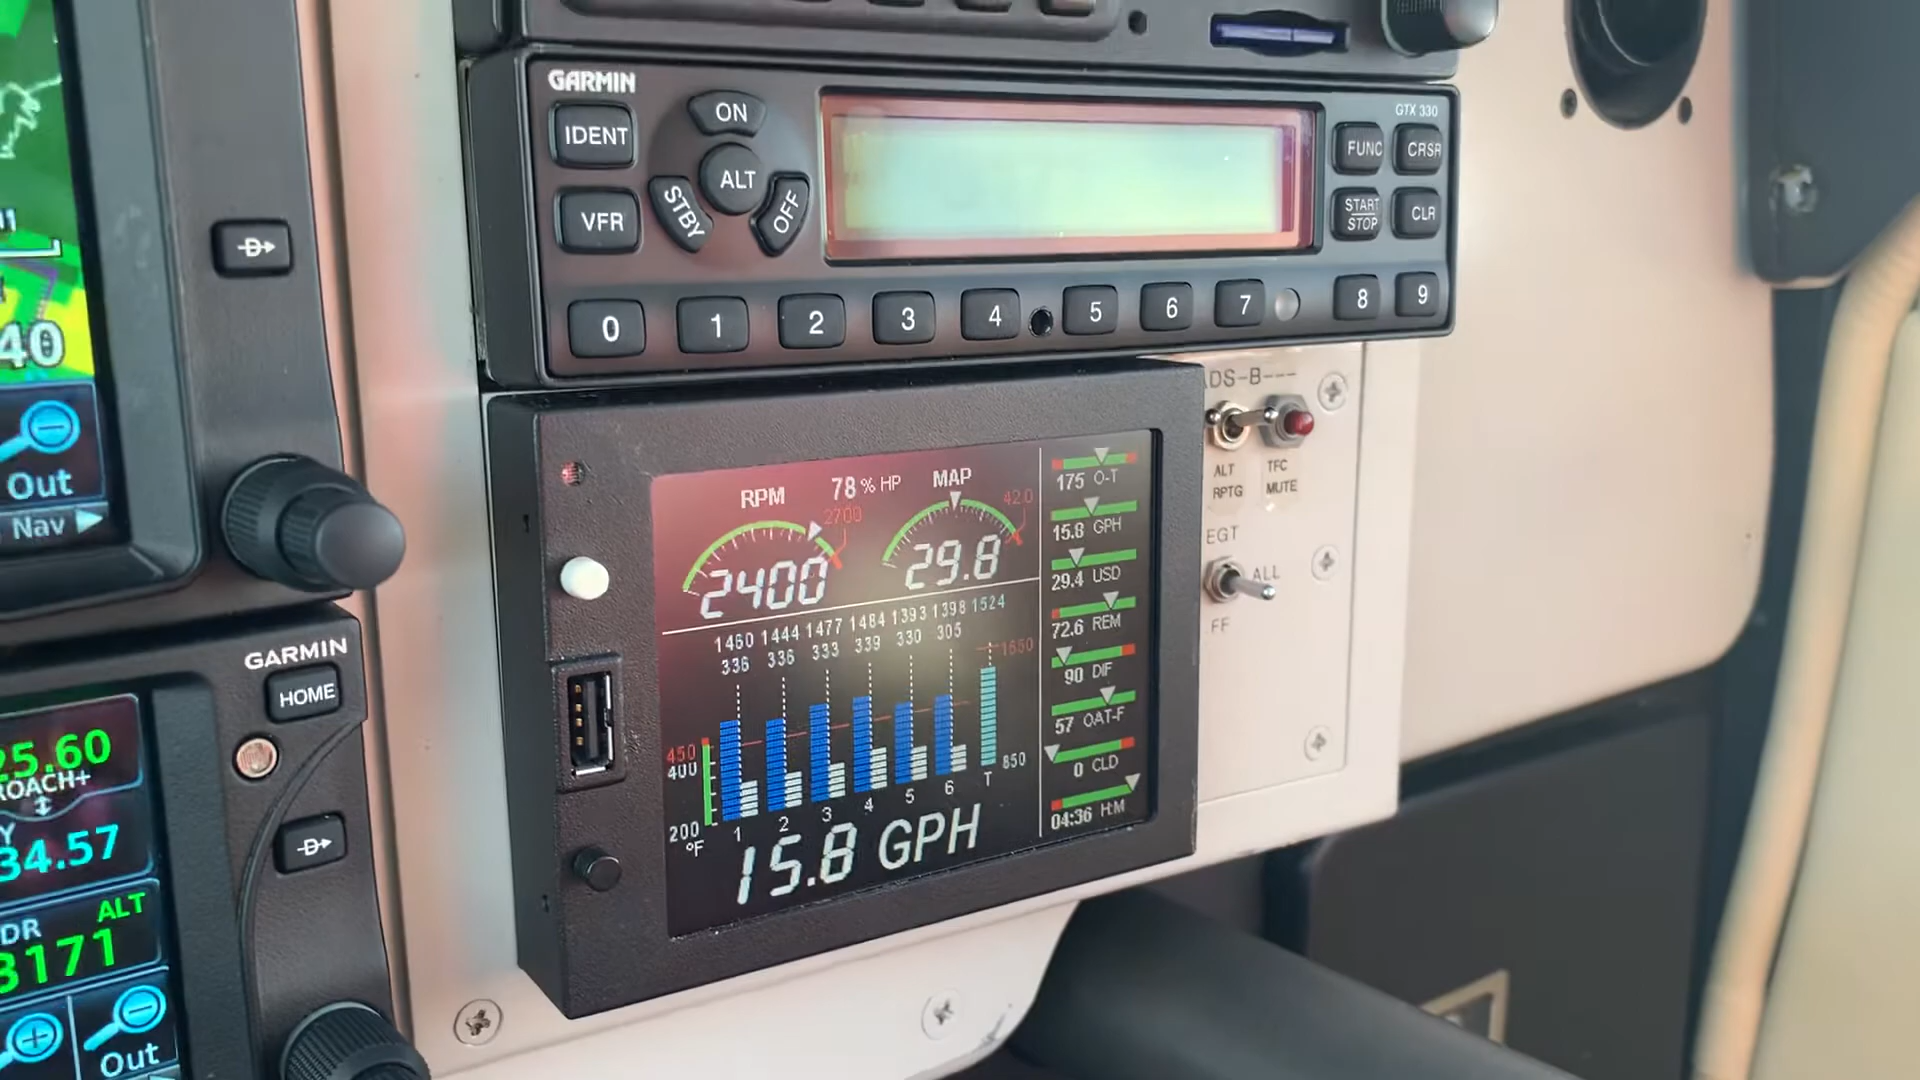 GARMIN
GTX 330
IDENT
ON
ALT
STBY
OFF
VFR
FUNC
CRSR
START
STOP
CLR
0 1 2 3 4 5 6 7 8 9
40
Out
Nav
GARMIN
HOME
25.60
34.57
ALT
3171
Out
RPM
78 % HP
MAP
2700
42.0
2400
29.8
1460 1444 1477 1484 1393 1398 1524
336 336 333 339 330 305
1650
450
400
200
°F
850
1 2 3 4 5 6 T
15.8 GPH
175 O-T
15.8 GPH
29.4 USD
72.6 REM
90 DIF
57 OAT-F
0 CLD
04:36 H:M
ADS-B---
ALT
RPTG
TFC
MUTE
EGT
ALL
FF